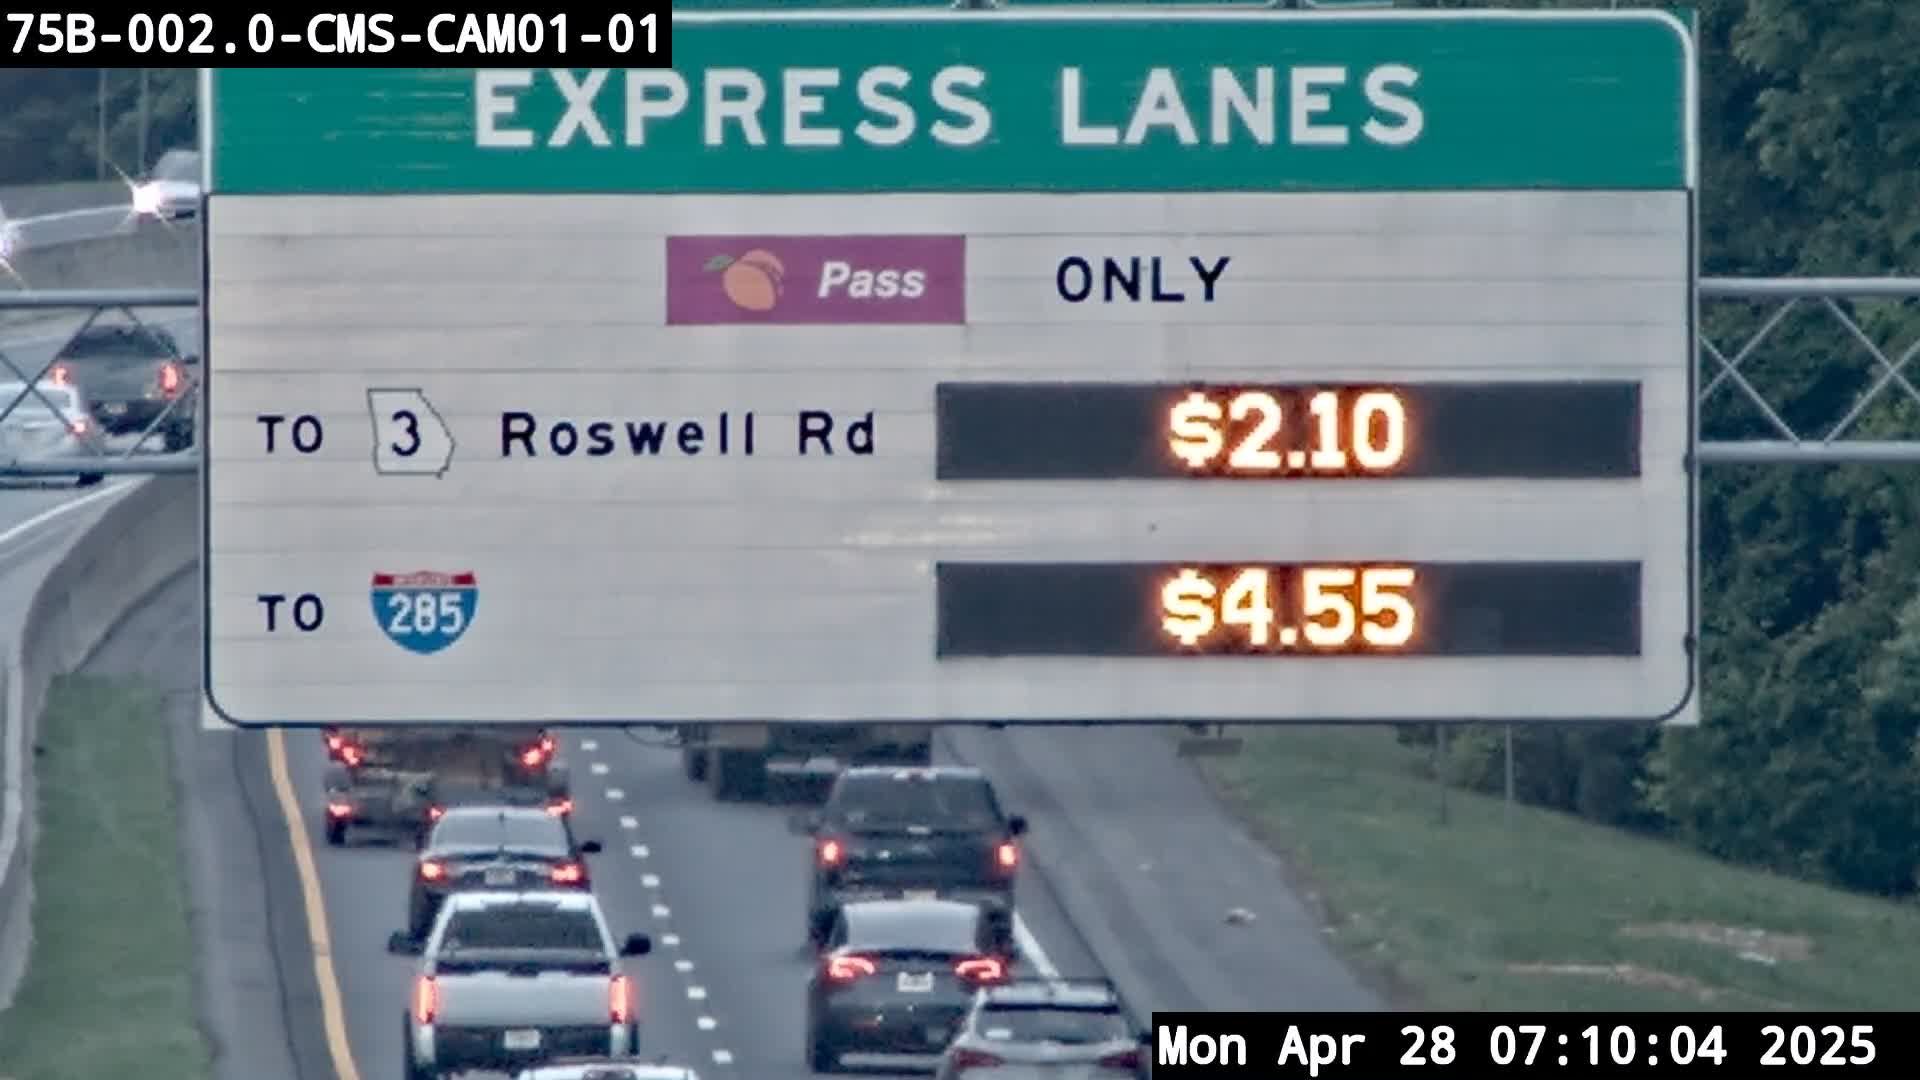 75B-002.0-CMS-CAM01-01
EXPRESS LANES
Pass ONLY
TO 3 Roswell Rd $2.10
TO 285 $4.55
Mon Apr 28 07:10:04 2025